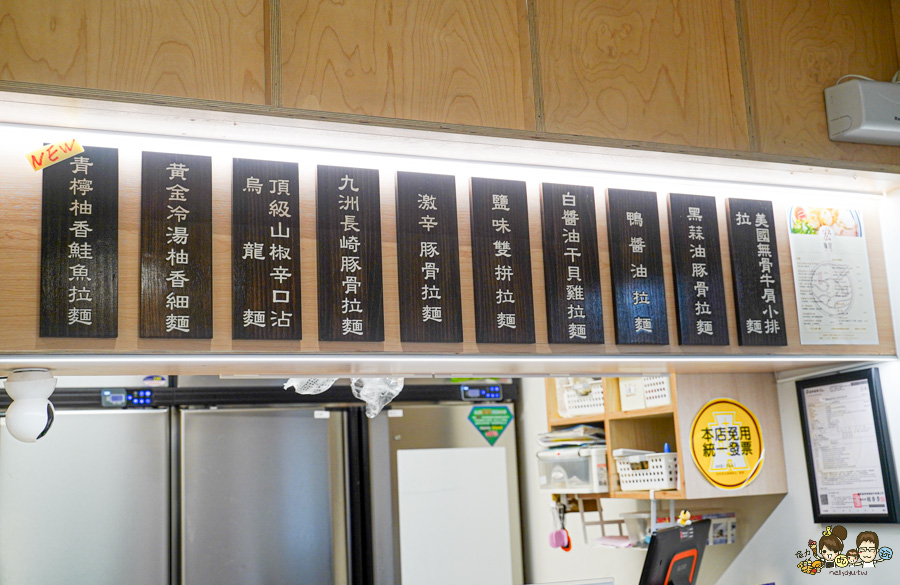 NEW
青檸柚香鮭魚拉麵
黃金冷湯柚香細麵
頂級山椒辛口沾
烏龍麵
九洲長崎豚骨拉麵
激辛豚骨拉麵
鹽味雙拼拉麵
白醬油干貝雞拉麵
鴨醬油拉麵
黑蒜油豚骨拉麵
美國無骨牛肩小排
拉麵
本店免用
統一發票
nellydyu.tw